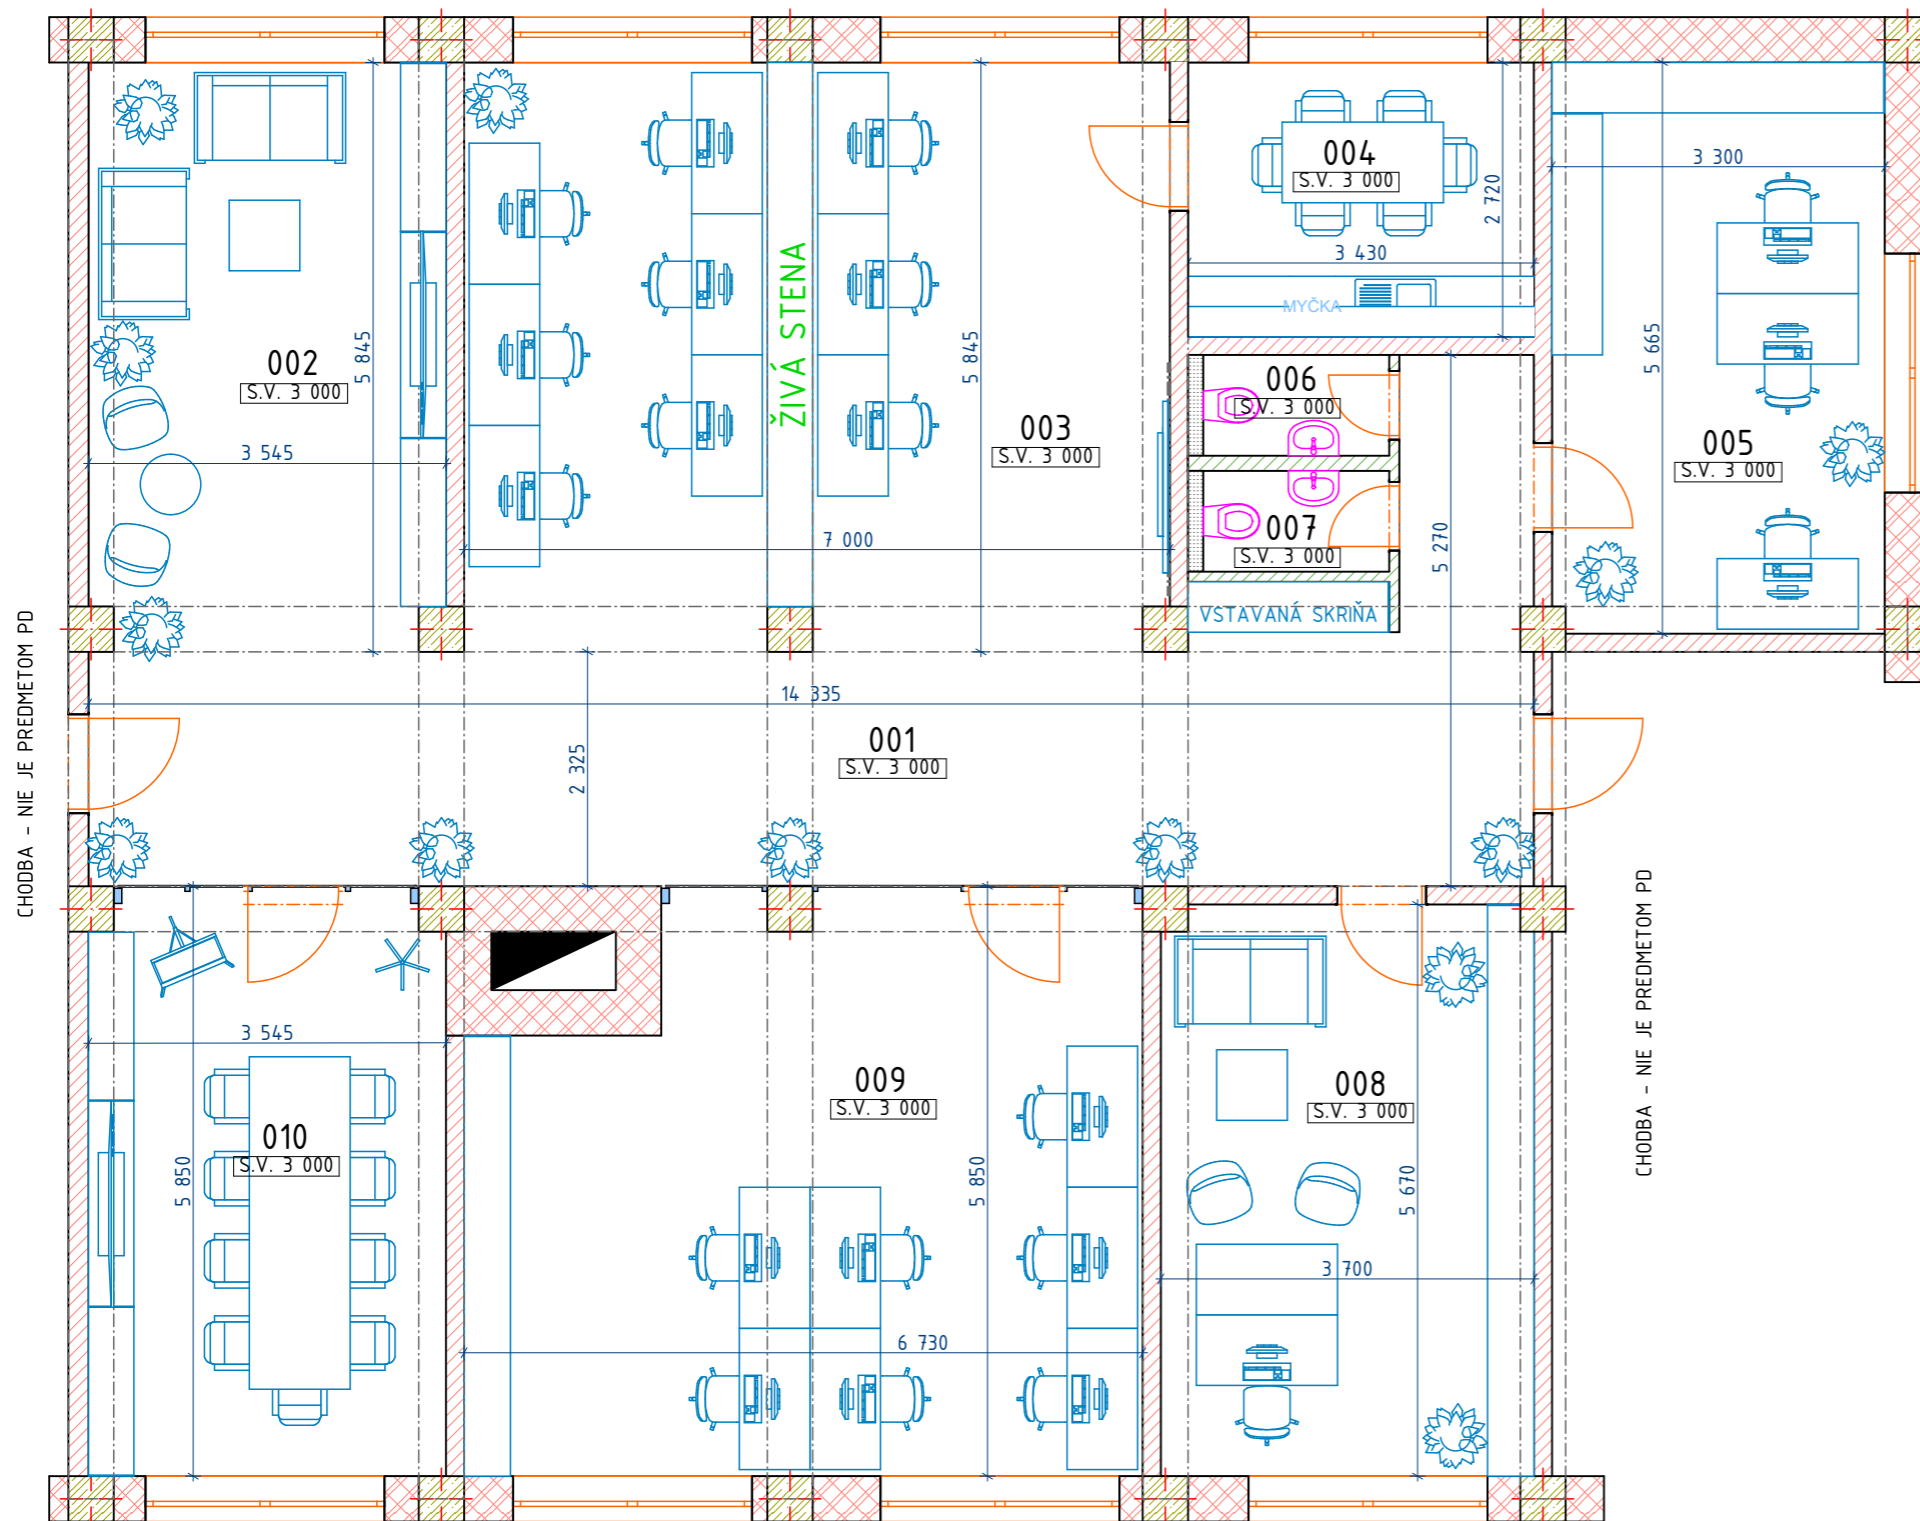 004
S.V. 3 000
3 300
2 720
3 430
MYČKA
ŽIVÁ STENA
002
S.V. 3 000
5 845
5 845
3 545
003
S.V. 3 000
006
S.V. 3 000
007
S.V. 3 000
5 665
005
S.V. 3 000
7 000
5 270
VSTAVANÁ SKRIŇA
CHODBA - NIE JE PREDMETOM PD
14 335
2 325
001
S.V. 3 000
CHODBA - NIE JE PREDMETOM PD
3 545
010
S.V. 3 000
5 850
009
S.V. 3 000
5 850
6 730
008
S.V. 3 000
5 670
3 700